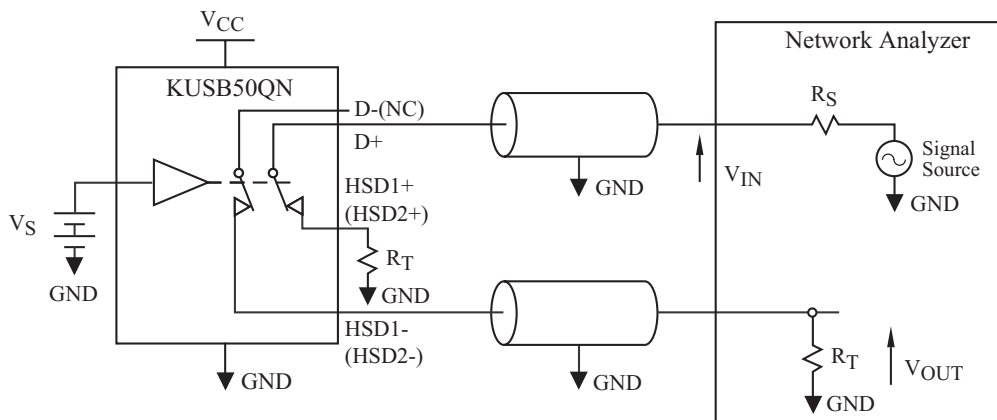 VCC
KUSB50QN
Network Analyzer
D-(NC)
D+
RS
Signal
Source
GND
VIN
GND
HSD1+
(HSD2+)
VS
RT
GND
GND
HSD1-
(HSD2-)
GND
GND
RT
VOUT
GND